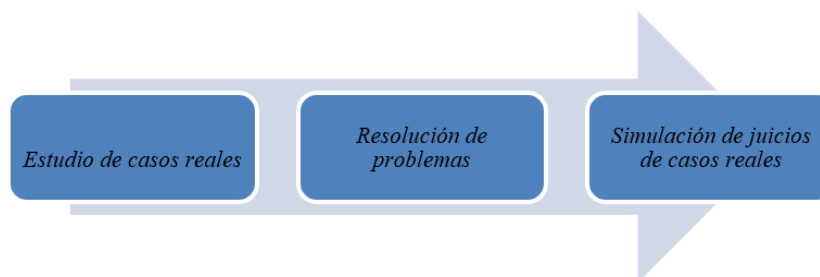 Estudio de casos reales
Resolución de
problemas
Simulación de juicios
de casos reales